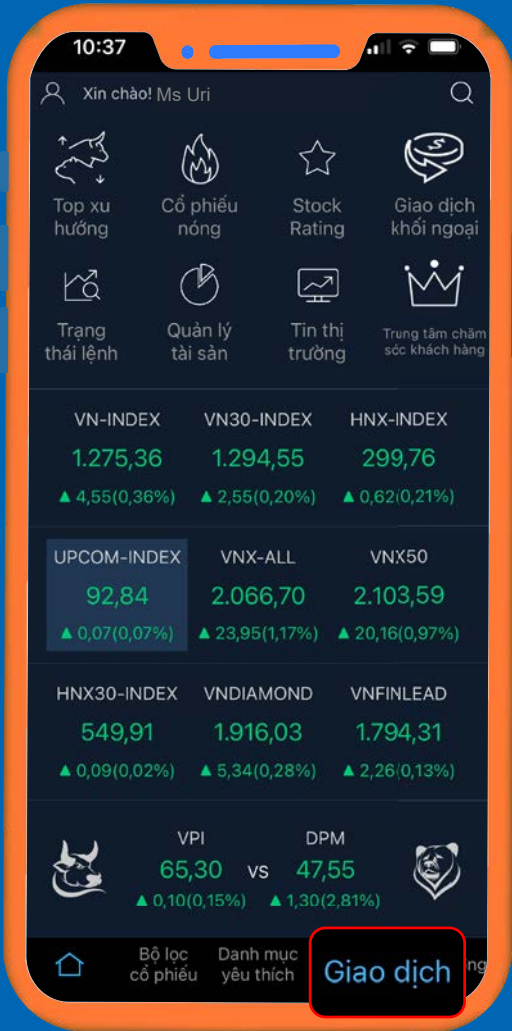 10:37
Xin chào! Ms Uri
Top xu hướng
Cổ phiếu nóng
Stock Rating
Giao dịch khối ngoại
Trạng thái lệnh
Quản lý tài sản
Tin thị trường
Trung tâm chăm sóc khách hàng
VN-INDEX VN30-INDEX HNX-INDEX
1.275,36 1.294,55 299,76
▲ 4,55(0,36%) ▲ 2,55(0,20%) ▲ 0,62(0,21%)
UPCOM-INDEX VNX-ALL VNX50
92,84 2.066,70 2.103,59
▲ 0,07(0,07%) ▲ 23,95(1,17%) ▲ 20,16(0,97%)
HNX30-INDEX VNDIAMOND VNFINLEAD
549,91 1.916,03 1.794,31
▲ 0,09(0,02%) ▲ 5,34(0,28%) ▲ 2,26(0,13%)
VPI DPM
65,30 vs 47,55
▲ 0,10(0,15%) ▲ 1,30(2,81%)
Bộ lọc cổ phiếu
Danh mục yêu thích
Giao dịch